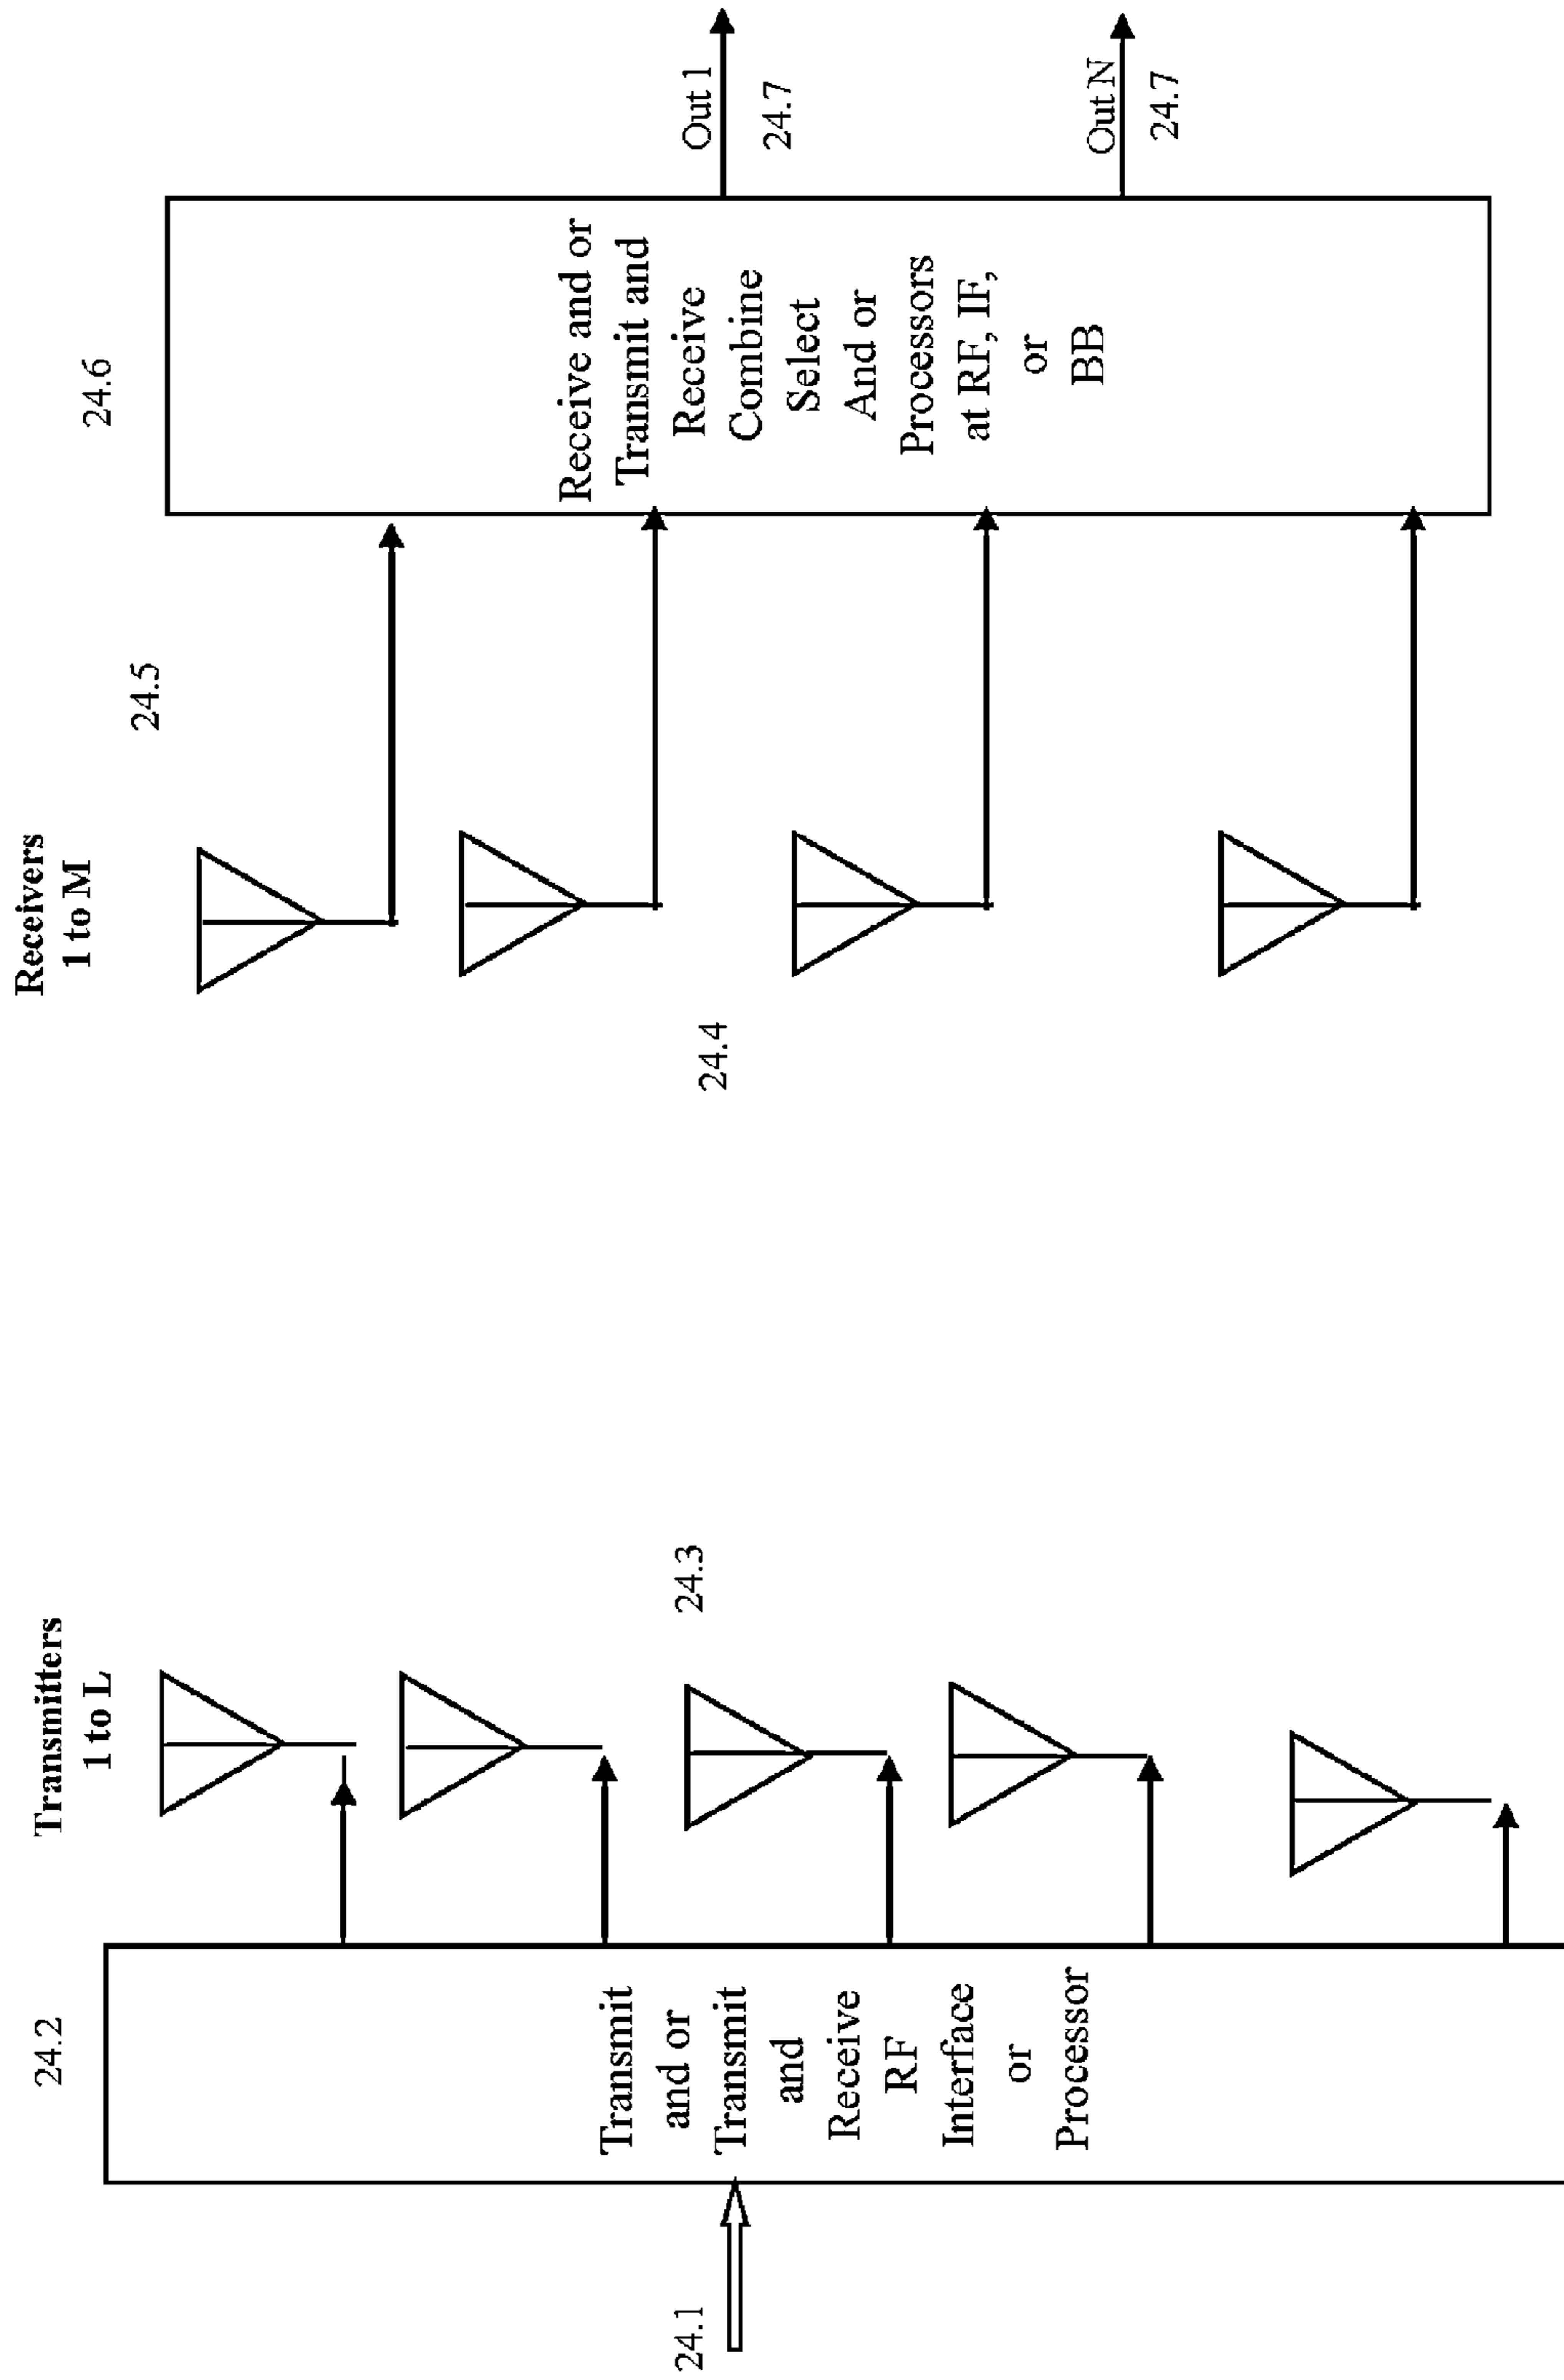 24.1
24.2
Transmit
and or
Transmit
and
Receive
RF
Interface
or
Processor
Transmitters
1 to L
24.3
24.4
Receivers
1 to M
24.5
24.6
Receive and or
Transmit and
Receive
Combine
Select
And or
Processors
at RF, IF,
or
BB
Out 1
24.7
Out N
24.7